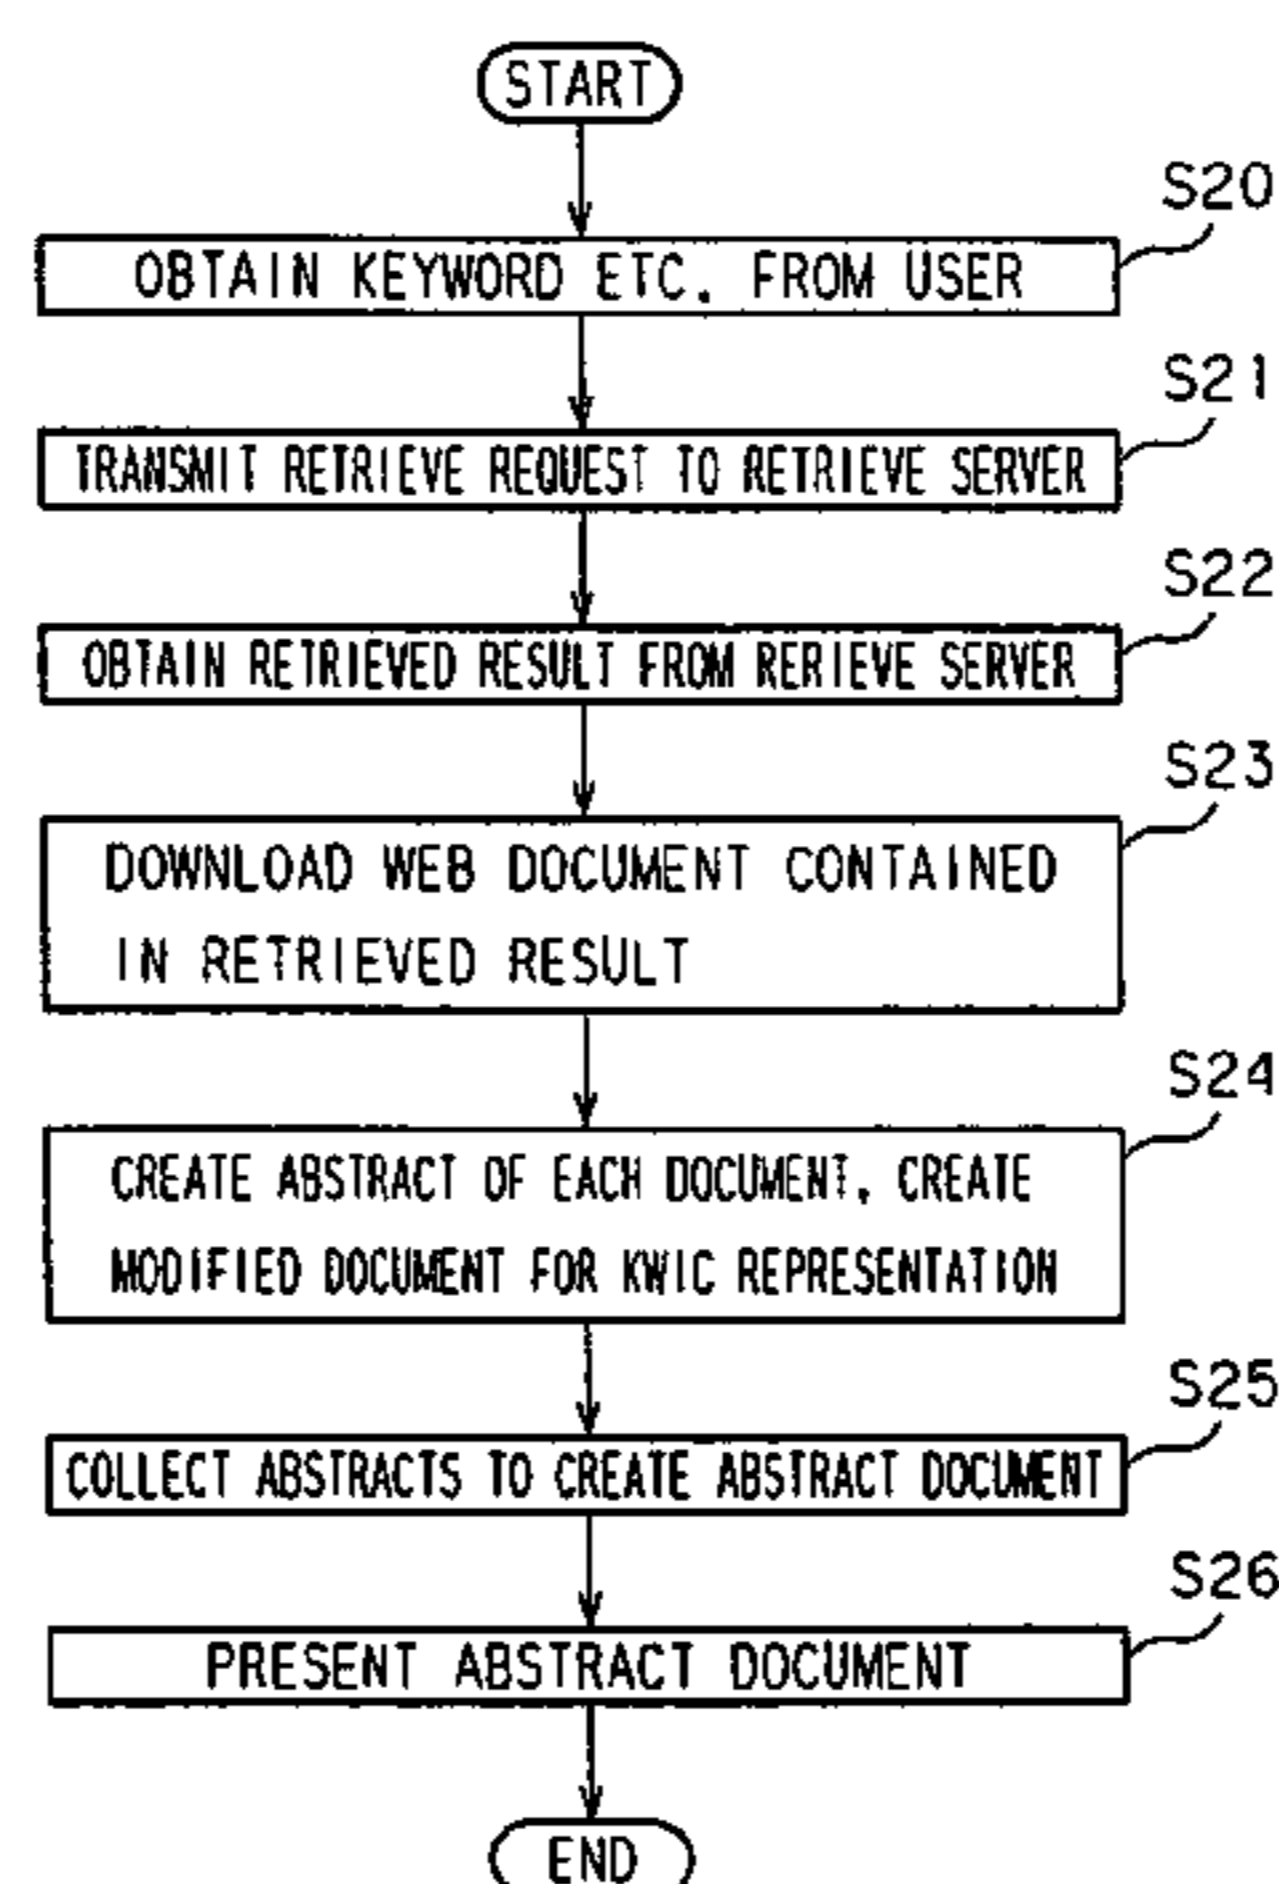 START
S20
OBTAIN KEYWORD ETC. FROM USER
S21
TRANSMIT RETRIEVE REQUEST TO RETRIEVE SERVER
S22
OBTAIN RETRIEVED RESULT FROM RERIEVE SERVER
S23
DOWNLOAD WEB DOCUMENT CONTAINED
IN RETRIEVED RESULT
S24
CREATE ABSTRACT OF EACH DOCUMENT, CREATE
MODIFIED DOCUMENT FOR KWIC REPRESENTATION
S25
COLLECT ABSTRACTS TO CREATE ABSTRACT DOCUMENT
S26
PRESENT ABSTRACT DOCUMENT
END